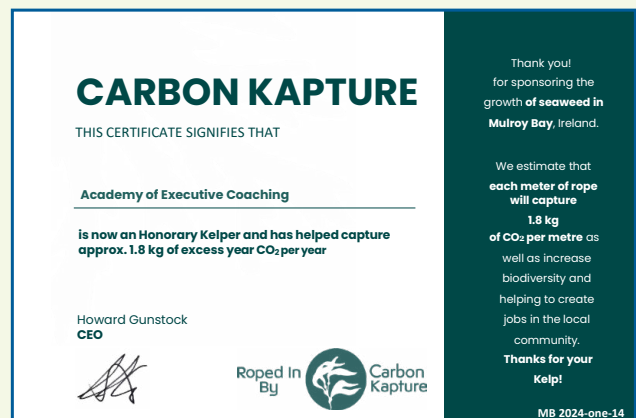 CARBON KAPTURE
THIS CERTIFICATE SIGNIFIES THAT
Academy of Executive Coaching
is now an Honorary Kelper and has helped capture
approx. 1.8 kg of excess year CO₂ per year
Howard Gunstock
CEO
Roped In
By
Carbon
Kapture
Thank you!
for sponsoring the
growth of seaweed in
Mulroy Bay, Ireland.
We estimate that
each meter of rope
will capture
1.8 kg
of CO₂ per metre as
well as increase
biodiversity and
helping to create
jobs in the local
community.
Thanks for your
Kelp!
MB 2024-one-14